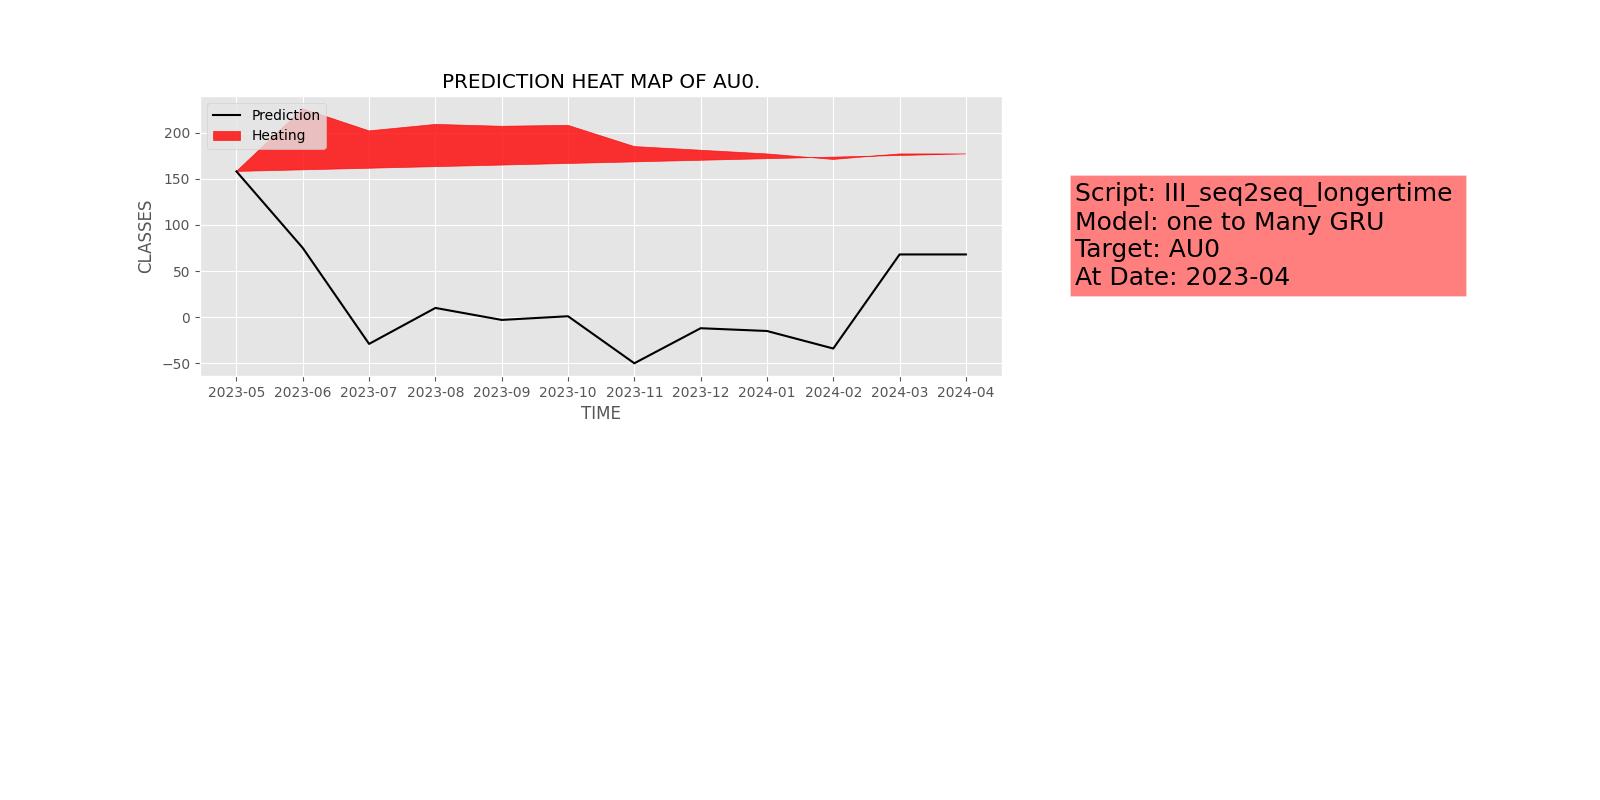 PREDICTION HEAT MAP OF AU0.
Prediction
Heating
200
150
100
50
0
−50
CLASSES
2023-05 2023-06 2023-07 2023-08 2023-09 2023-10 2023-11 2023-12 2024-01 2024-02 2024-03 2024-04
TIME
Script: III_seq2seq_longertime
Model: one to Many GRU
Target: AU0
At Date: 2023-04